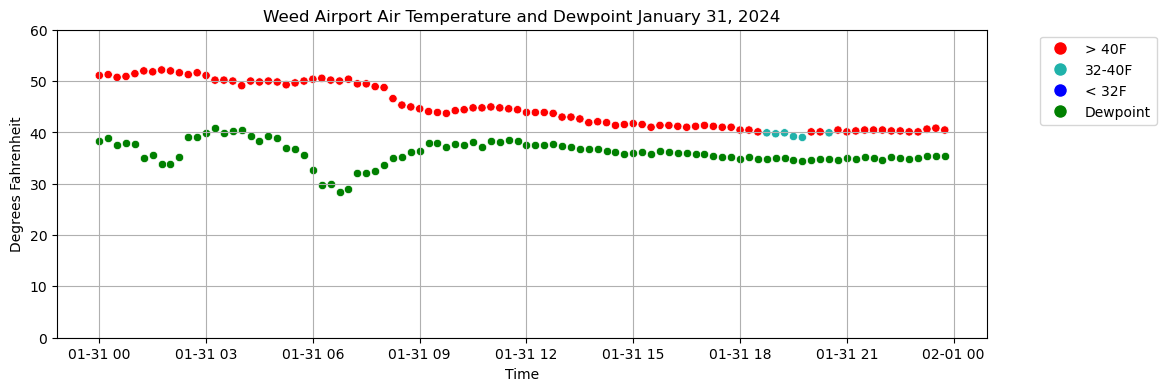 Weed Airport Air Temperature and Dewpoint January 31, 2024
60
50
40
30
20
10
0
Degrees Fahrenheit
01-31 00 01-31 03 01-31 06 01-31 09 01-31 12 01-31 15 01-31 18 01-31 21 02-01 00
Time
> 40F
32-40F
< 32F
Dewpoint